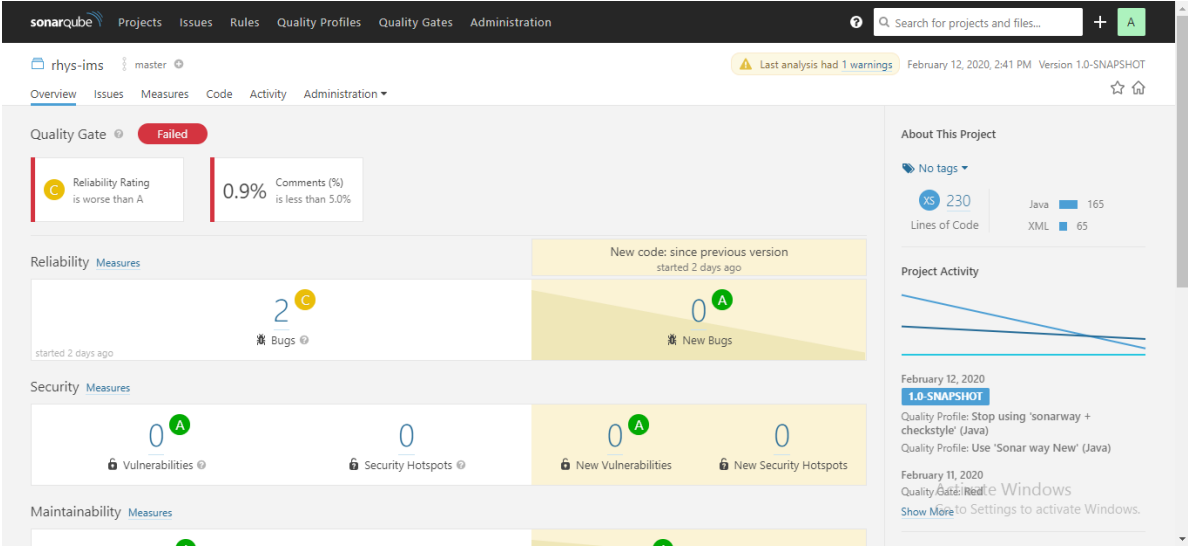 sonarqube Projects Issues Rules Quality Profiles Quality Gates Administration ? Search for projects and files... + A
rhys-ims master Last analysis had 1 warnings February 12, 2020, 2:41 PM Version 1.0-SNAPSHOT
Overview Issues Measures Code Activity Administration
Quality Gate ? Failed
C Reliability Rating
is worse than A
0.9% Comments (%)
is less than 5.0%
Reliability Measures
New code: since previous version
started 2 days ago
2 C
Bugs ?
started 2 days ago
0 A
New Bugs
Security Measures
0 A
Vulnerabilities ?
0
Security Hotspots ?
0 A
New Vulnerabilities
0
New Security Hotspots
Maintainability Measures
About This Project
No tags
XS 230
Lines of Code
Java 165
XML 65
Project Activity
February 12, 2020
1.0-SNAPSHOT
Quality Profile: Stop using 'sonarway +
checkstyle' (Java)
Quality Profile: Use 'Sonar way New' (Java)
February 11, 2020
Quality Gate: Red
Show More
Activate Windows
Go to Settings to activate Windows.